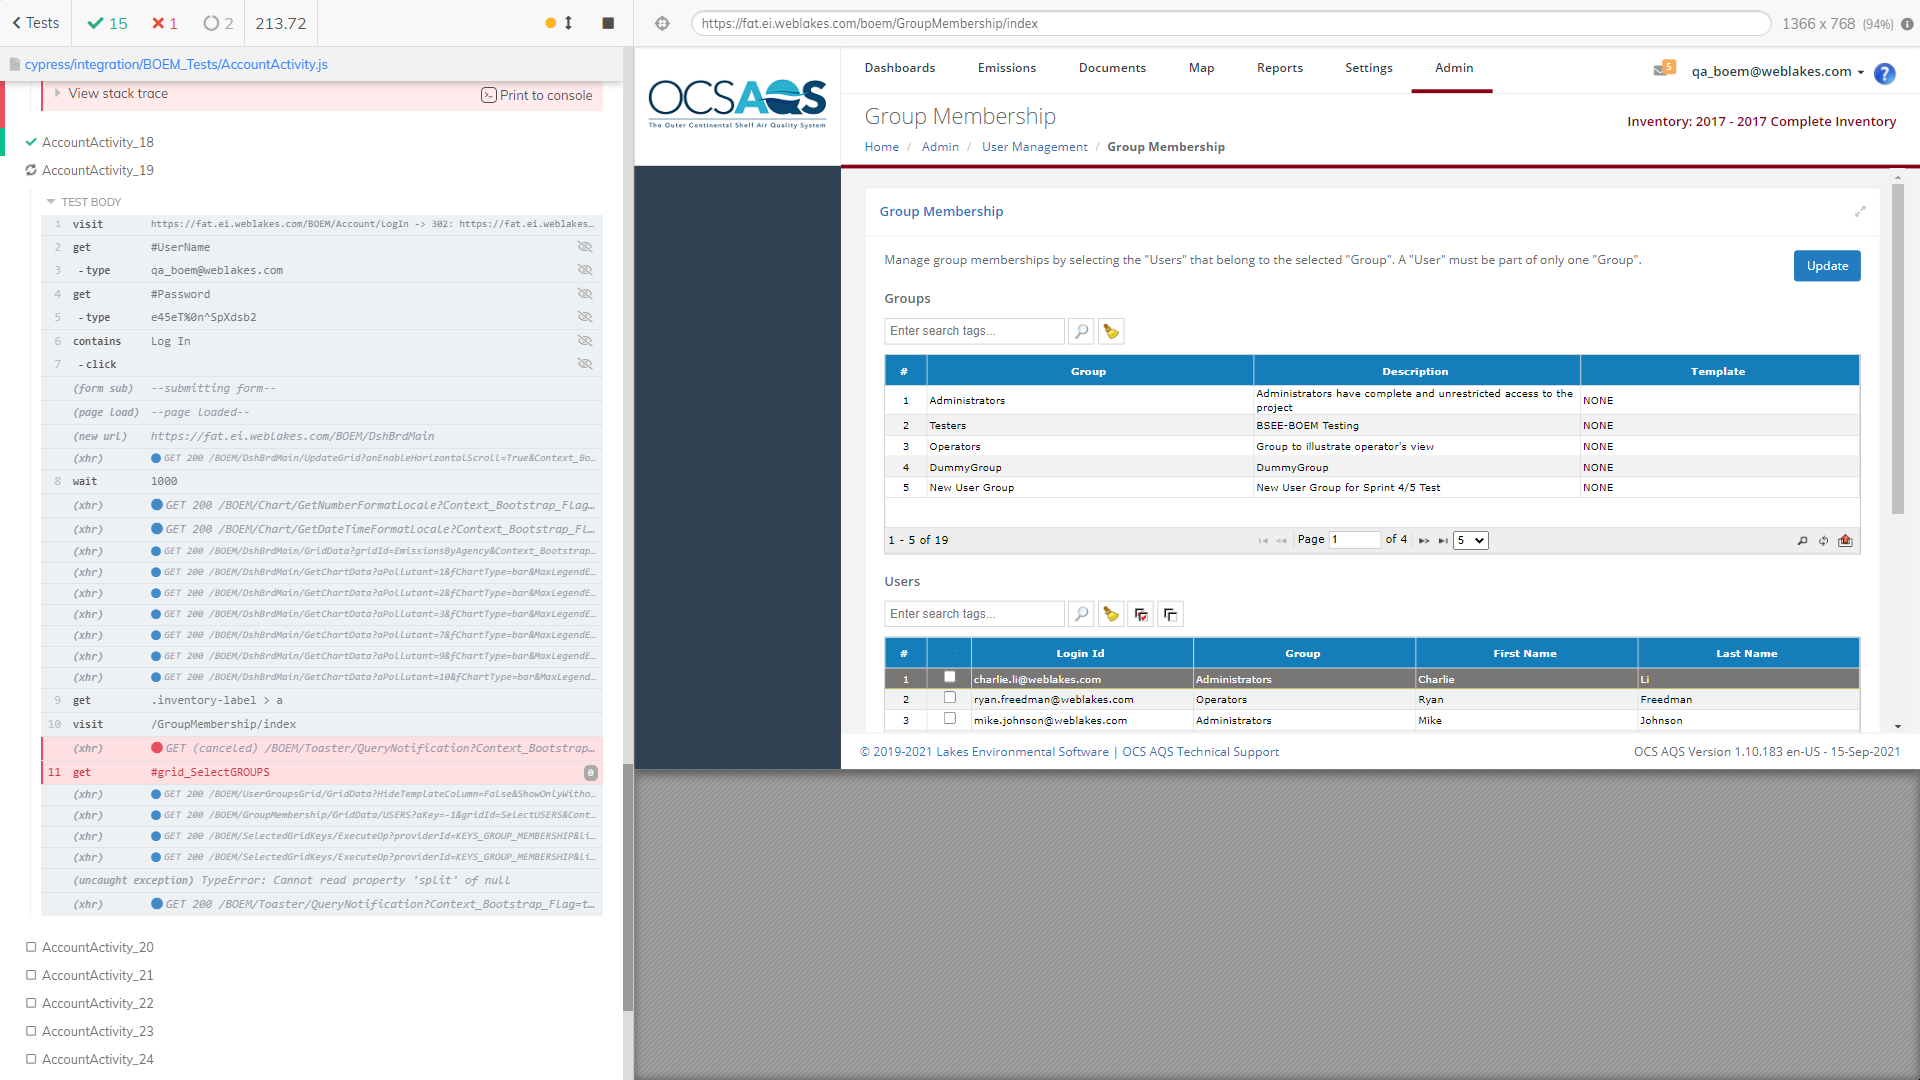 Tests
15
1
2
213.72
cypress/integration/BOEM_Tests/AccountActivity.js
View stack trace
Print to console
AccountActivity_18
AccountActivity_19
TEST BODY
1 visit https://fat.ei.weblakes.com/BOEM/Account/LogIn -> 302: https://fat.ei.weblakes...
2 get #UserName
3 -type qa_boem@weblakes.com
4 get #Password
5 -type e45eT%0n^SpXdsb2
6 contains Log In
7 -click
(form sub) --submitting form--
(page load) --page loaded--
(new url) https://fat.ei.weblakes.com/BOEM/DshBrdMain
(xhr) GET 200 /BOEM/DshBrdMain/UpdateGrid?anEnableHorizontalScroll=True&Context_Bo...
8 wait 1000
(xhr) GET 200 /BOEM/Chart/GetNumberFormatLocale?Context_Bootstrap_Flag...
(xhr) GET 200 /BOEM/Chart/GetDateTimeFormatLocale?Context_Bootstrap_Fl...
(xhr) GET 200 /BOEM/DshBrdMain/GridData?gridId=EmissionsByAgency&Context_Bootstrap...
(xhr) GET 200 /BOEM/DshBrdMain/GetChartData?aPollutant=1&fChartType=bar&MaxLegendE...
(xhr) GET 200 /BOEM/DshBrdMain/GetChartData?aPollutant=2&fChartType=bar&MaxLegendE...
(xhr) GET 200 /BOEM/DshBrdMain/GetChartData?aPollutant=3&fChartType=bar&MaxLegendE...
(xhr) GET 200 /BOEM/DshBrdMain/GetChartData?aPollutant=7&fChartType=bar&MaxLegendE...
(xhr) GET 200 /BOEM/DshBrdMain/GetChartData?aPollutant=9&fChartType=bar&MaxLegendE...
(xhr) GET 200 /BOEM/DshBrdMain/GetChartData?aPollutant=10&fChartType=bar&MaxLegend...
9 get .inventory-label > a
10 visit /GroupMembership/index
(xhr) GET (canceled) /BOEM/Toaster/QueryNotification?Context_Bootstrap...
11 get #grid_SelectGROUPS 0
(xhr) GET 200 /BOEM/UserGroupsGrid/GridData?HideTemplateColumn=False&ShowOnlyWitho...
(xhr) GET 200 /BOEM/GroupMembership/GridData/USERS?aKey=-1&gridId=SelectUSERS&Cont...
(xhr) GET 200 /BOEM/SelectedGridKeys/ExecuteOp?providerId=KEYS_GROUP_MEMBERSHIP&li...
(xhr) GET 200 /BOEM/SelectedGridKeys/ExecuteOp?providerId=KEYS_GROUP_MEMBERSHIP&li...
(uncaught exception) TypeError: Cannot read property 'split' of null
(xhr) GET 200 /BOEM/Toaster/QueryNotification?Context_Bootstrap_Flag=t...
AccountActivity_20
AccountActivity_21
AccountActivity_22
AccountActivity_23
AccountActivity_24
https://fat.ei.weblakes.com/boem/GroupMembership/index
1366 x 768 (94%)
OCSAQS
The Outer Continental Shelf Air Quality System
Dashboards Emissions Documents Map Reports Settings Admin
5
qa_boem@weblakes.com
?
Group Membership
Inventory: 2017 - 2017 Complete Inventory
Home / Admin / User Management / Group Membership
Group Membership
Manage group memberships by selecting the "Users" that belong to the selected "Group". A "User" must be part of only one "Group".
Update
Groups
Enter search tags...
# Group Description Template
1 Administrators Administrators have complete and unrestricted access to the project NONE
2 Testers BSEE-BOEM Testing NONE
3 Operators Group to illustrate operator's view NONE
4 DummyGroup DummyGroup NONE
5 New User Group New User Group for Sprint 4/5 Test NONE
1 - 5 of 19
Page 1 of 4
5
Users
Enter search tags...
# Login Id Group First Name Last Name
1 charlie.li@weblakes.com Administrators Charlie Li
2 ryan.freedman@weblakes.com Operators Ryan Freedman
3 mike.johnson@weblakes.com Administrators Mike Johnson
© 2019-2021 Lakes Environmental Software | OCS AQS Technical Support
OCS AQS Version 1.10.183 en-US - 15-Sep-2021